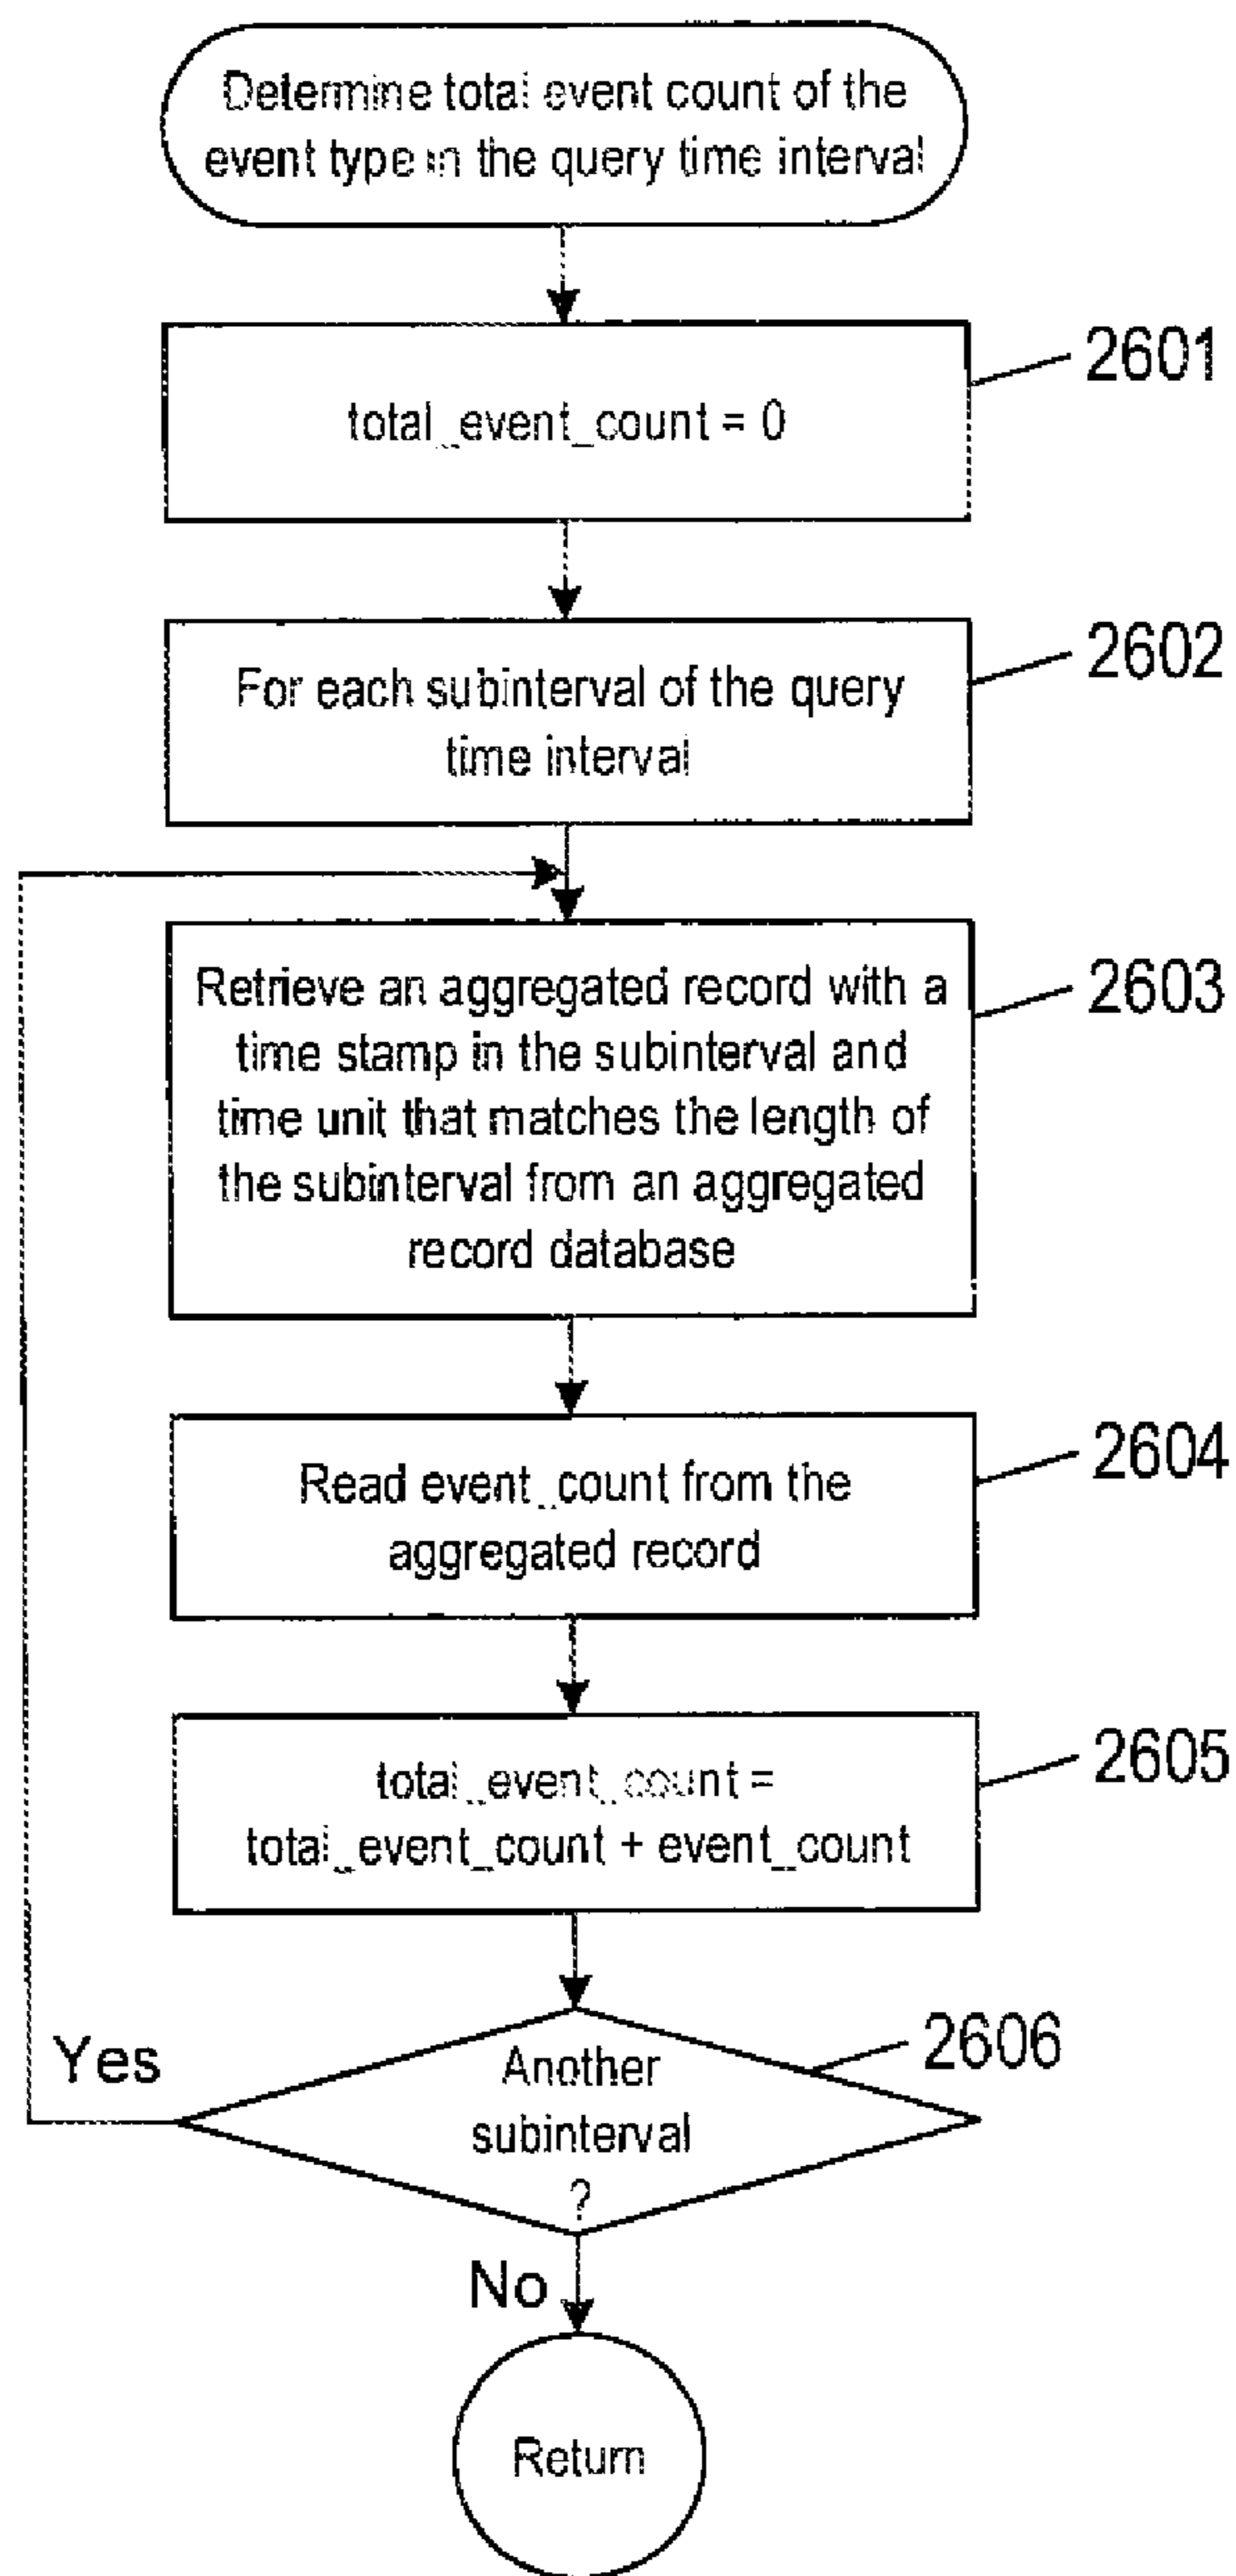 Determine total event count of the
event type in the query time interval
2601
total_event_count = 0
2602
For each subinterval of the query
time interval
2603
Retrieve an aggregated record with a
time stamp in the subinterval and
time unit that matches the length of
the subinterval from an aggregated
record database
2604
Read event_count from the
aggregated record
2605
total_event_count =
total_event_count + event_count
2606
Yes
Another
subinterval
?
No
Return